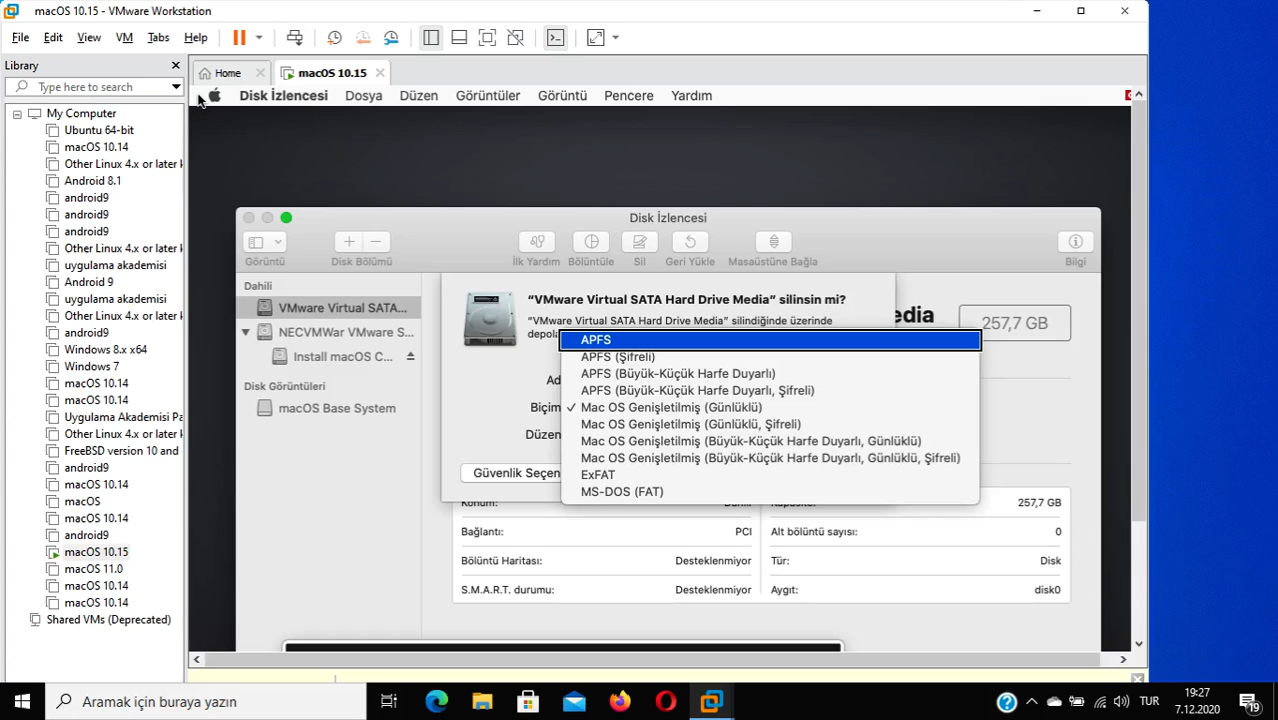 macOS 10.15 - VMware Workstation
File Edit View VM Tabs Help
Library
Type here to search
My Computer
Ubuntu 64-bit
macOS 10.14
Other Linux 4.x or later k
Android 8.1
android9
android9
android9
Other Linux 4.x or later k
uygulama akademisi
Android 9
uygulama akademisi
Other Linux 4.x or later k
android9
Windows 8.x x64
Windows 7
macOS 10.14
macOS 10.14
Uygulama Akademisi Pa
Other Linux 4.x or later k
FreeBSD version 10 and
android9
macOS 10.14
macOS
macOS 10.14
android9
macOS 10.15
macOS 11.0
macOS 10.14
macOS 10.14
Shared VMs (Deprecated)
Home macOS 10.15
Disk İzlencesi Dosya Düzen Görüntüler Görüntü Pencere Yardım
Disk İzlencesi
Görüntü Disk Bölümü İlk Yardım Bölüntüle Sil Geri Yükle Masaüstüne Bağla Bilgi
Dahili
VMware Virtual SATA...
NECVMWar VMware S...
Install macOS C...
Disk Görüntüleri
macOS Base System
“VMware Virtual SATA Hard Drive Media” silinsin mi?
“VMware Virtual SATA Hard Drive Media” silindiğinde üzerinde
depola
edia
257,7 GB
Ad
Biçim
Düzen
Güvenlik Seçen
APFS
APFS (Şifreli)
APFS (Büyük-Küçük Harfe Duyarlı)
APFS (Büyük-Küçük Harfe Duyarlı, Şifreli)
✓ Mac OS Genişletilmiş (Günlüklü)
Mac OS Genişletilmiş (Günlüklü, Şifreli)
Mac OS Genişletilmiş (Büyük-Küçük Harfe Duyarlı, Günlüklü)
Mac OS Genişletilmiş (Büyük-Küçük Harfe Duyarlı, Günlüklü, Şifreli)
ExFAT
MS-DOS (FAT)
Konum: Dahili Kapasite: 257,7 GB
Bağlantı: PCI Alt bölüntü sayısı: 0
Bölüntü Haritası: Desteklenmiyor Tür: Disk
S.M.A.R.T. durumu: Desteklenmiyor Aygıt: disk0
Aramak için buraya yazın
TUR
19:27
7.12.2020
19